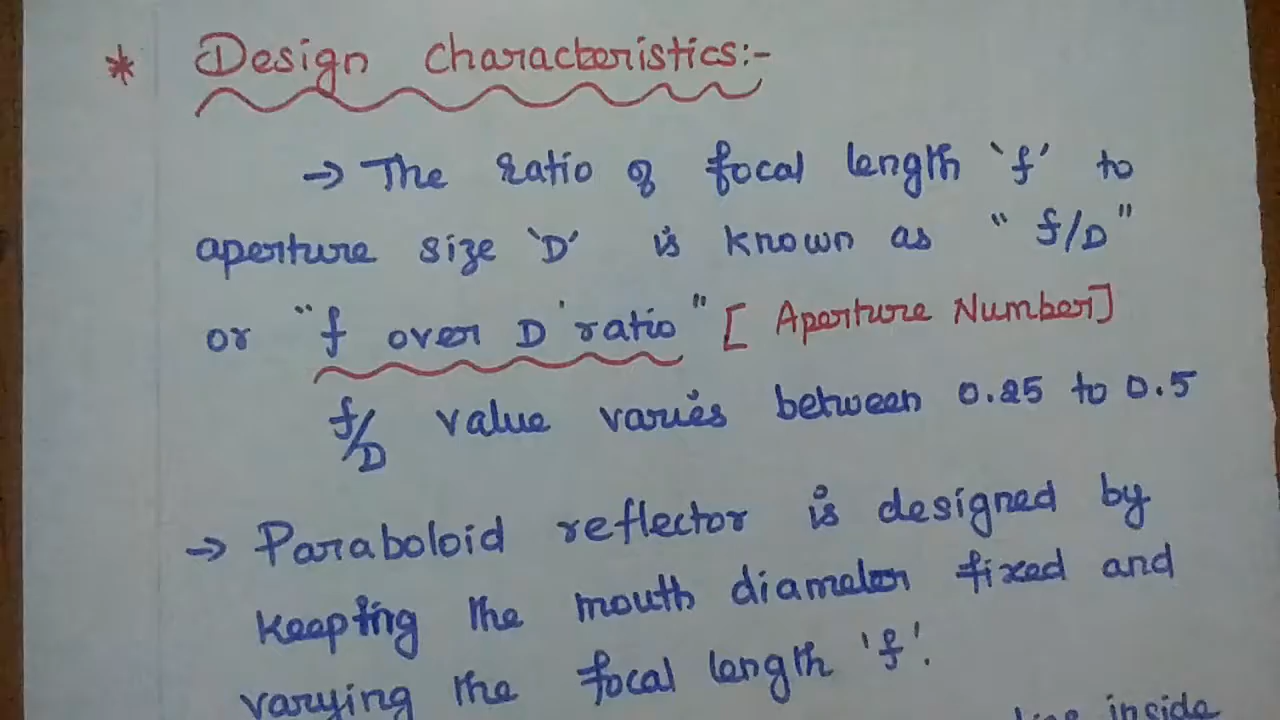 * Design characteristics:-
→ The ratio of focal length 'f' to
aperture size 'D' is known as " f/D "
or "f over D ratio" [ Aperture Number]
f/D value varies between 0.25 to 0.5
→ Paraboloid reflector is designed by
keepting the mouth diameter fixed and
varying the focal length 'f'.
inside